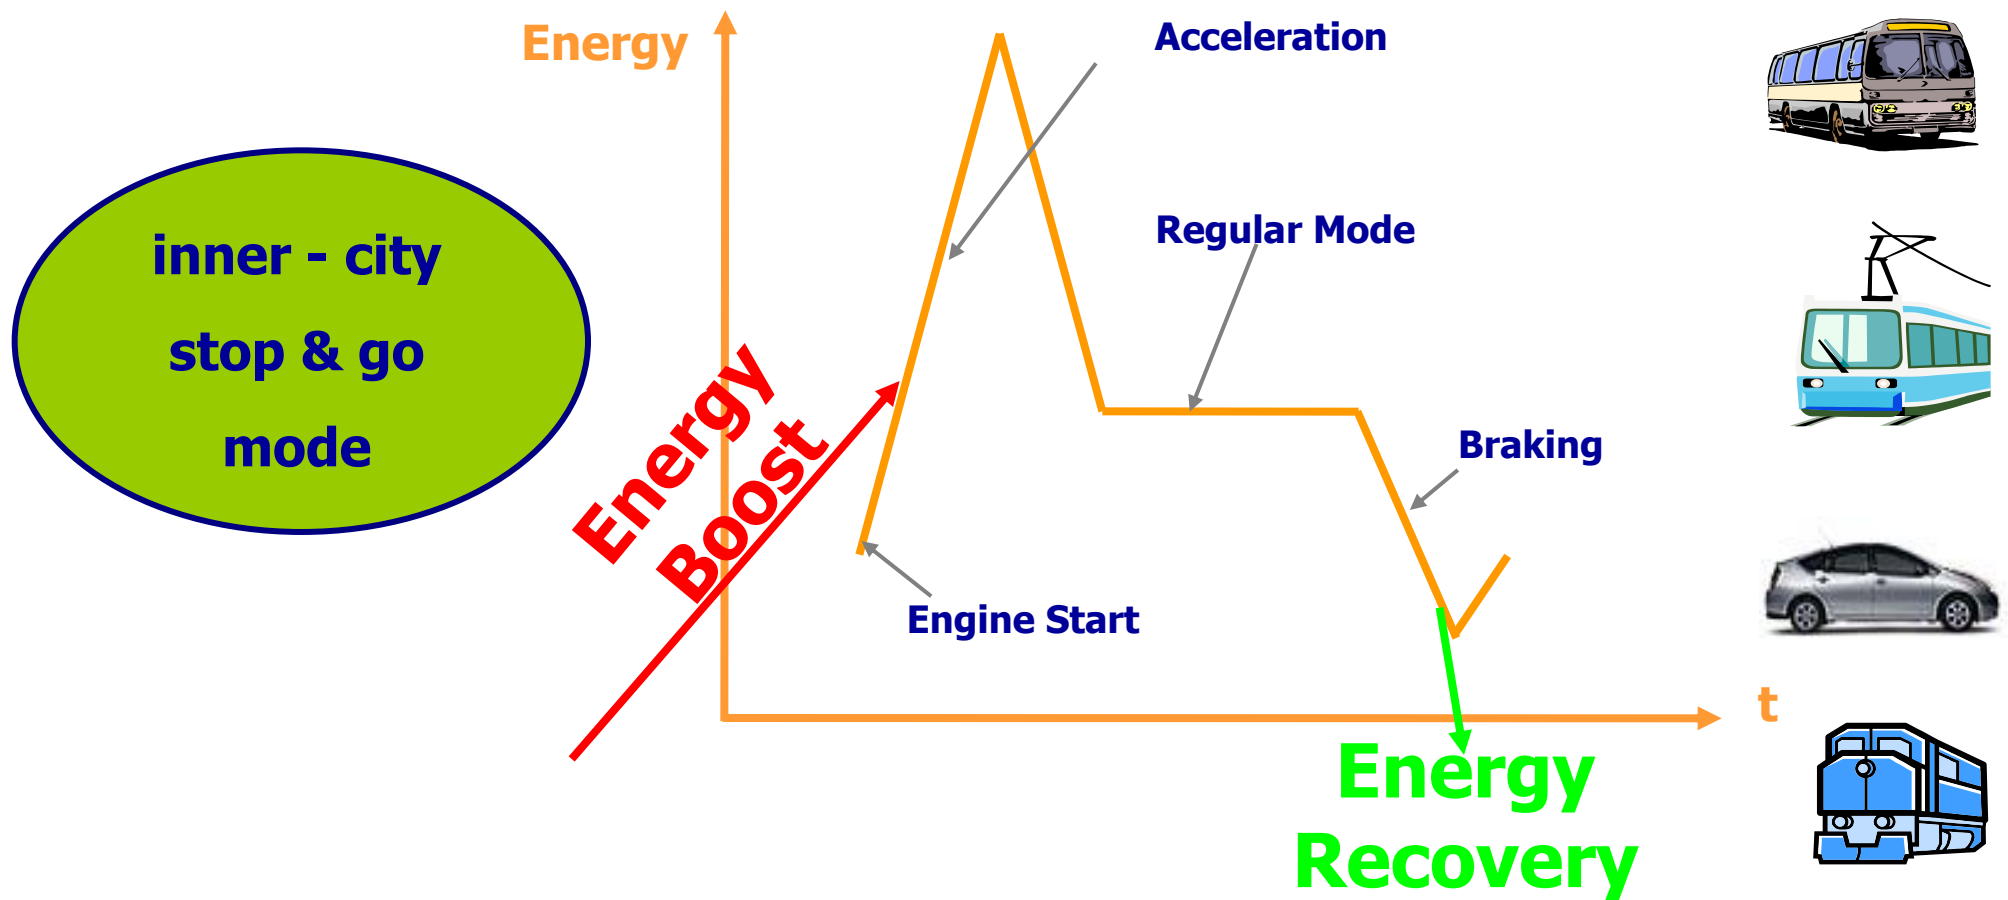 Energy
Acceleration
inner - city
stop & go
mode
Regular Mode
Energy
Boost
Braking
Engine Start
t
Energy
Recovery